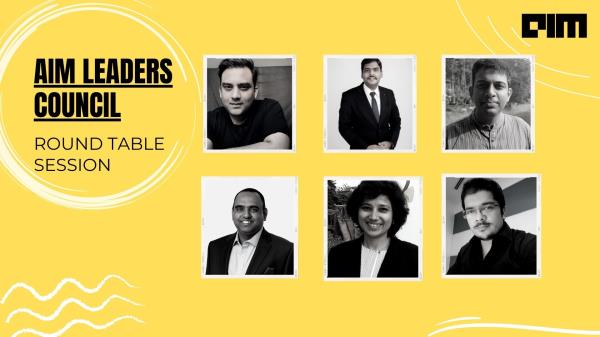 AIM LEADERS
COUNCIL
ROUND TABLE
SESSION
AIM